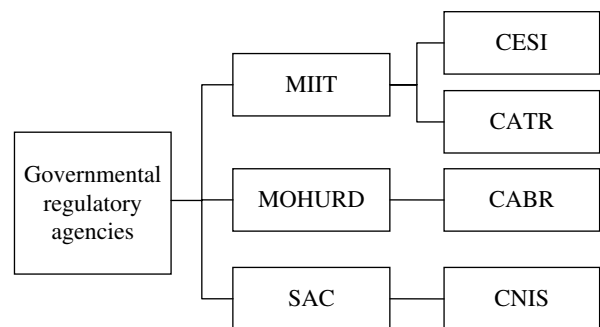 Governmental
regulatory
agencies
MIIT
MOHURD
SAC
CESI
CATR
CABR
CNIS